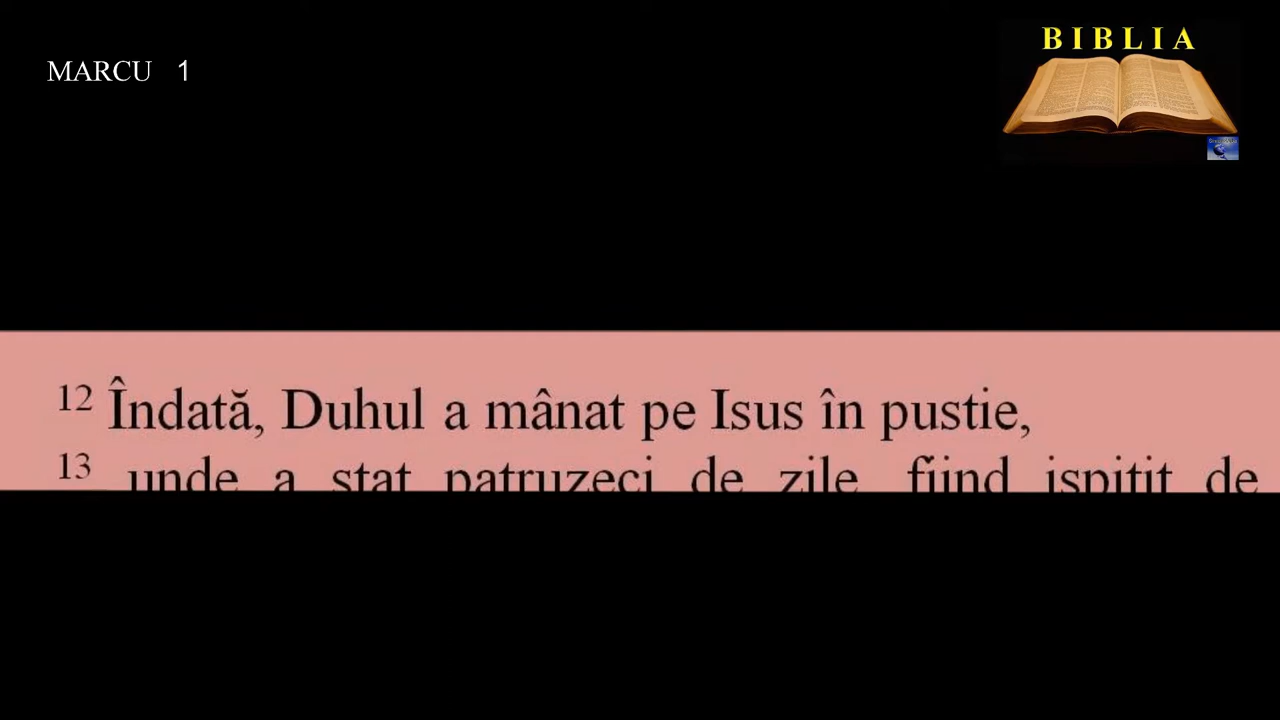 BIBLIA
MARCU 1
12 Îndată, Duhul a mânat pe Isus în pustie,
13 unde a stat patruzeci de zile fiind ispitit de